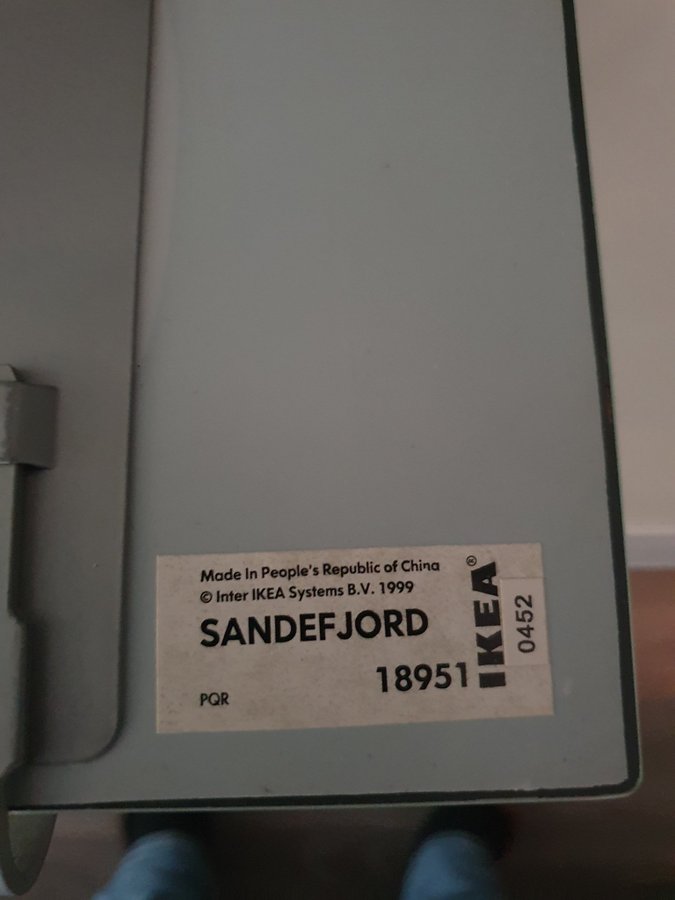 Made In People's Republic of China
© Inter IKEA Systems B.V. 1999
SANDEFJORD
18951
PQR
IKEA®
0452